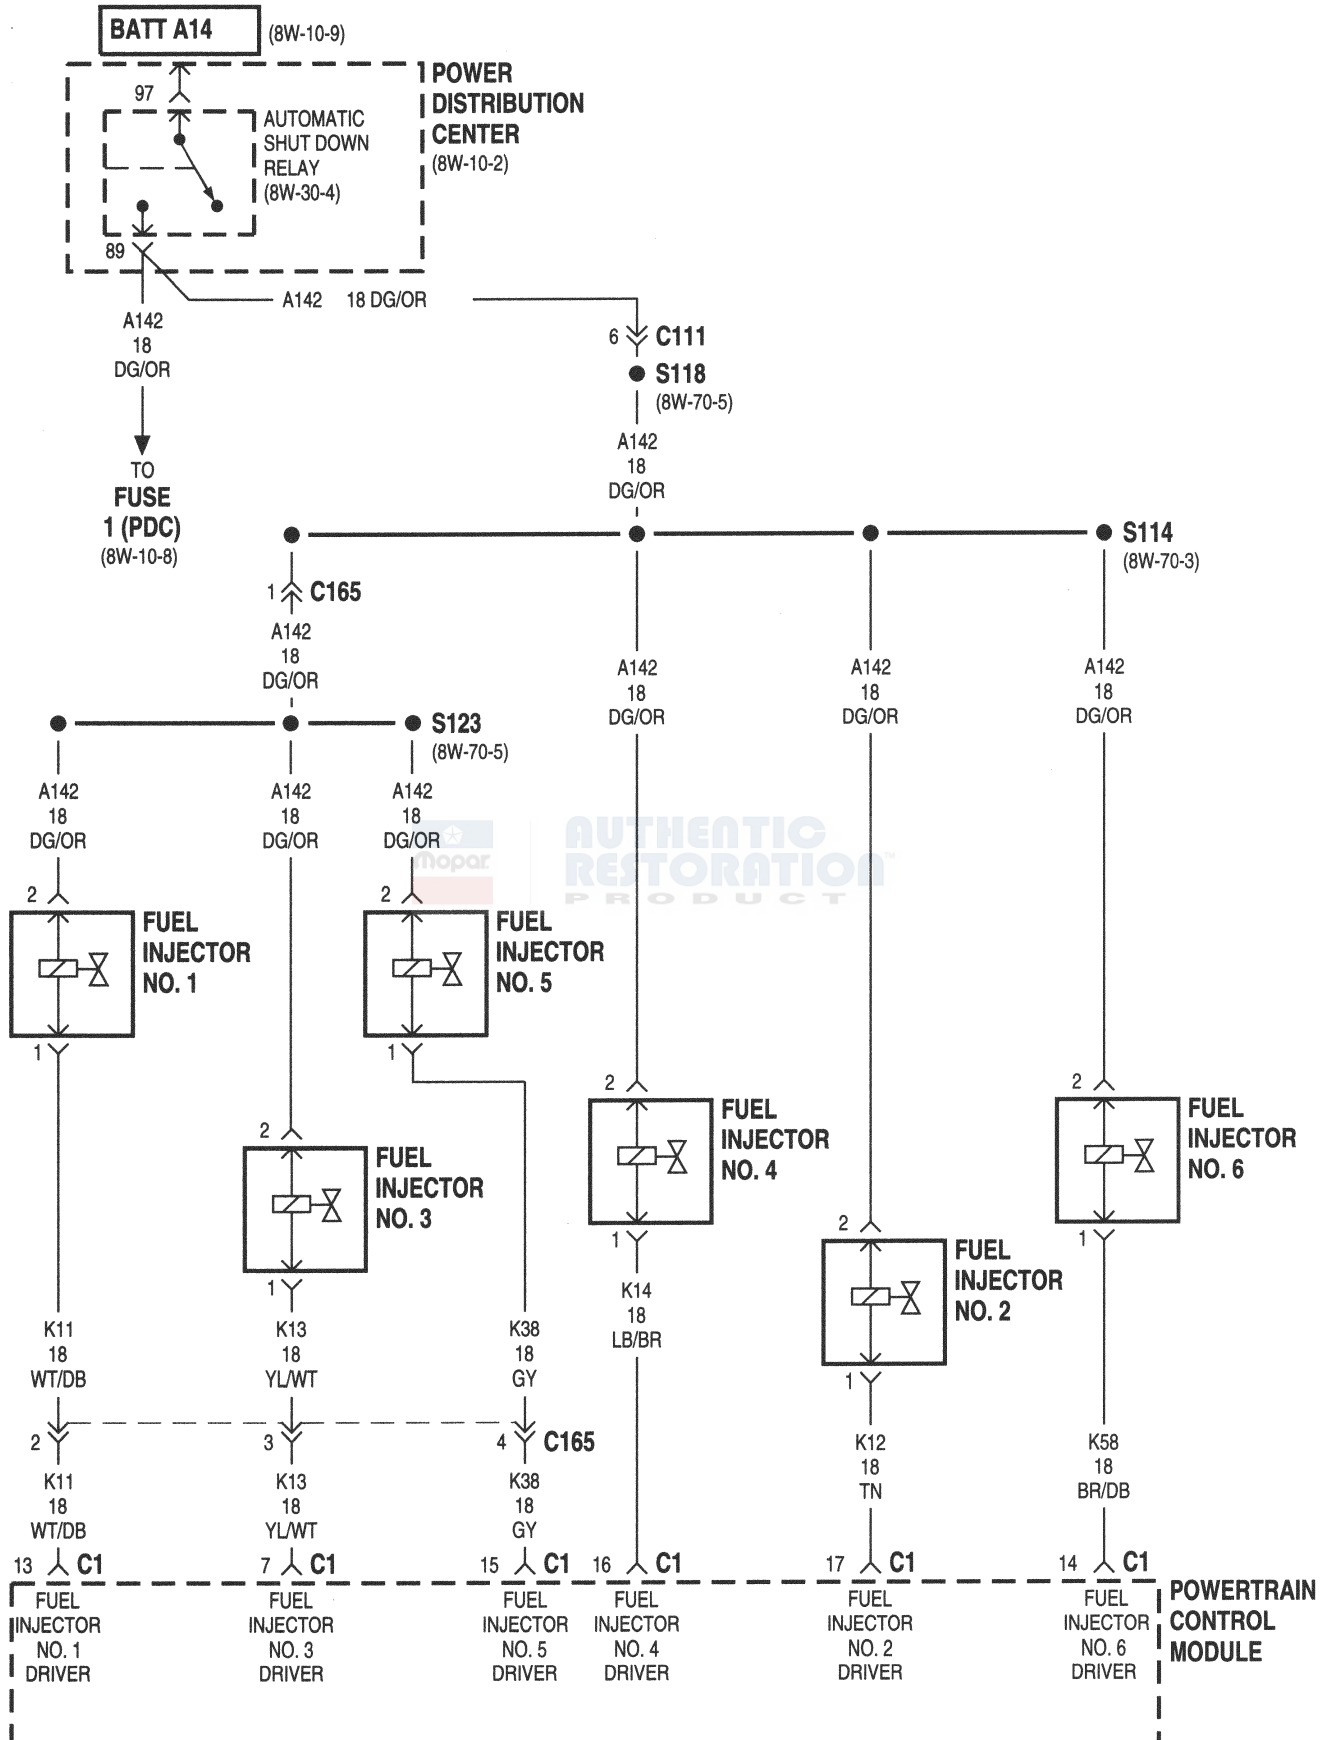 BATT A14 (8W-10-9)
POWER
DISTRIBUTION
CENTER
(8W-10-2)
97
AUTOMATIC
SHUT DOWN
RELAY
(8W-30-4)
89
A142 18 DG/OR
A142
18
DG/OR
TO
FUSE
1 (PDC)
(8W-10-8)
6 C111
S118
(8W-70-5)
A142
18
DG/OR
S114
(8W-70-3)
1 C165
A142
18
DG/OR
A142
18
DG/OR
A142
18
DG/OR
A142
18
DG/OR
S123
(8W-70-5)
A142
18
DG/OR
A142
18
DG/OR
A142
18
DG/OR
mopar
AUTHENTIC
RESTORATION™
PRODUCT
2
FUEL
INJECTOR
NO. 1
1
2
FUEL
INJECTOR
NO. 5
1
2
FUEL
INJECTOR
NO. 3
1
2
FUEL
INJECTOR
NO. 4
1
2
FUEL
INJECTOR
NO. 2
1
2
FUEL
INJECTOR
NO. 6
1
K11
18
WT/DB
K13
18
YL/WT
K38
18
GY
K14
18
LB/BR
2 3 4 C165
K11
18
WT/DB
K13
18
YL/WT
K38
18
GY
K12
18
TN
K58
18
BR/DB
13 C1 7 C1 15 C1 16 C1 17 C1 14 C1
FUEL
INJECTOR
NO. 1
DRIVER
FUEL
INJECTOR
NO. 3
DRIVER
FUEL
INJECTOR
NO. 5
DRIVER
FUEL
INJECTOR
NO. 4
DRIVER
FUEL
INJECTOR
NO. 2
DRIVER
FUEL
INJECTOR
NO. 6
DRIVER
POWERTRAIN
CONTROL
MODULE